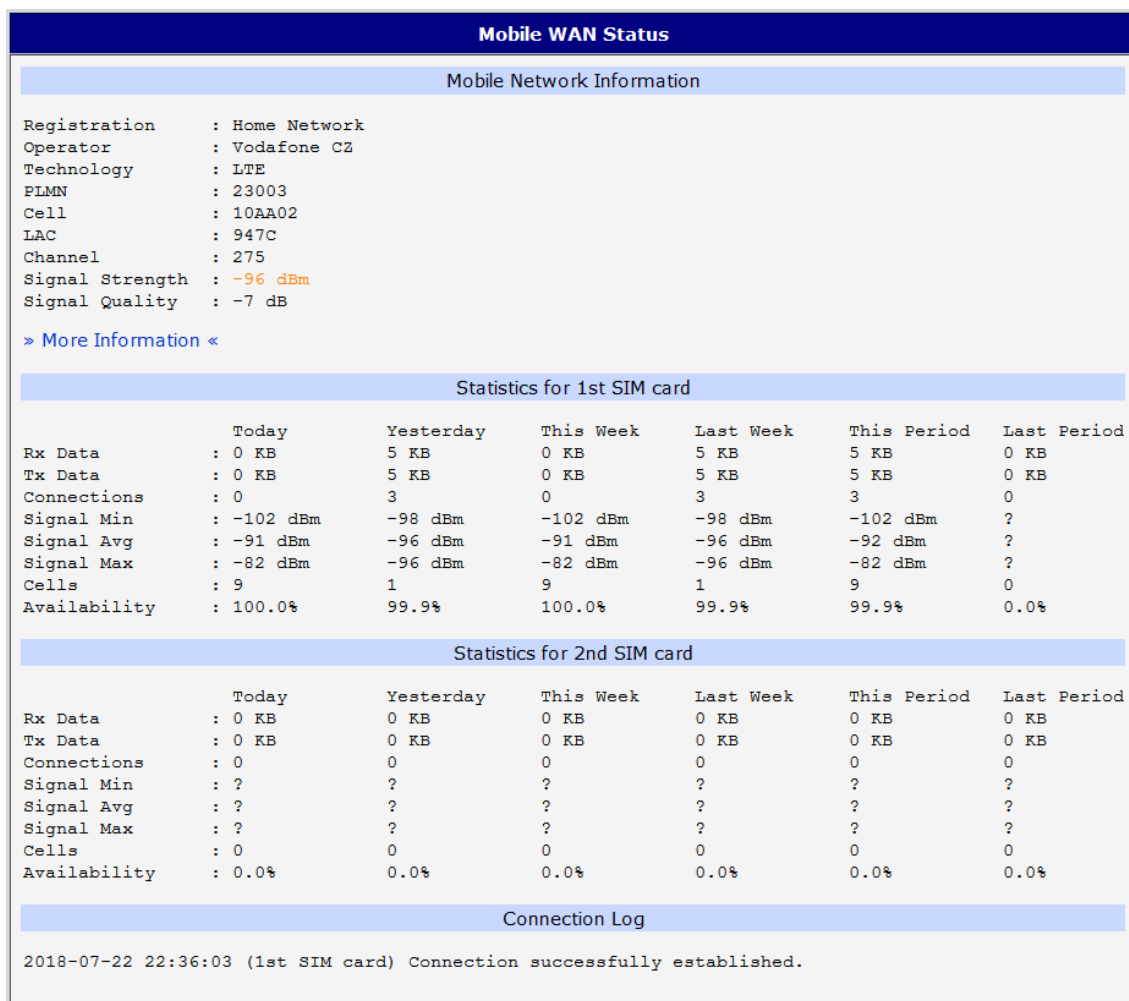 Mobile WAN Status
Mobile Network Information
Registration : Home Network
Operator : Vodafone CZ
Technology : LTE
PLMN : 23003
Cell : 10AA02
LAC : 947C
Channel : 275
Signal Strength : -96 dBm
Signal Quality : -7 dB
» More Information «
Statistics for 1st SIM card
Today Yesterday This Week Last Week This Period Last Period
Rx Data : 0 KB 5 KB 0 KB 5 KB 5 KB 0 KB
Tx Data : 0 KB 5 KB 0 KB 5 KB 5 KB 0 KB
Connections : 0 3 0 3 3 0
Signal Min : -102 dBm -98 dBm -102 dBm -98 dBm -102 dBm ?
Signal Avg : -91 dBm -96 dBm -91 dBm -96 dBm -92 dBm ?
Signal Max : -82 dBm -96 dBm -82 dBm -96 dBm -82 dBm ?
Cells : 9 1 9 1 9 0
Availability : 100.0% 99.9% 100.0% 99.9% 99.9% 0.0%
Statistics for 2nd SIM card
Today Yesterday This Week Last Week This Period Last Period
Rx Data : 0 KB 0 KB 0 KB 0 KB 0 KB 0 KB
Tx Data : 0 KB 0 KB 0 KB 0 KB 0 KB 0 KB
Connections : 0 0 0 0 0 0
Signal Min : ? ? ? ? ? ?
Signal Avg : ? ? ? ? ? ?
Signal Max : ? ? ? ? ? ?
Cells : 0 0 0 0 0 0
Availability : 0.0% 0.0% 0.0% 0.0% 0.0% 0.0%
Connection Log
2018-07-22 22:36:03 (1st SIM card) Connection successfully established.